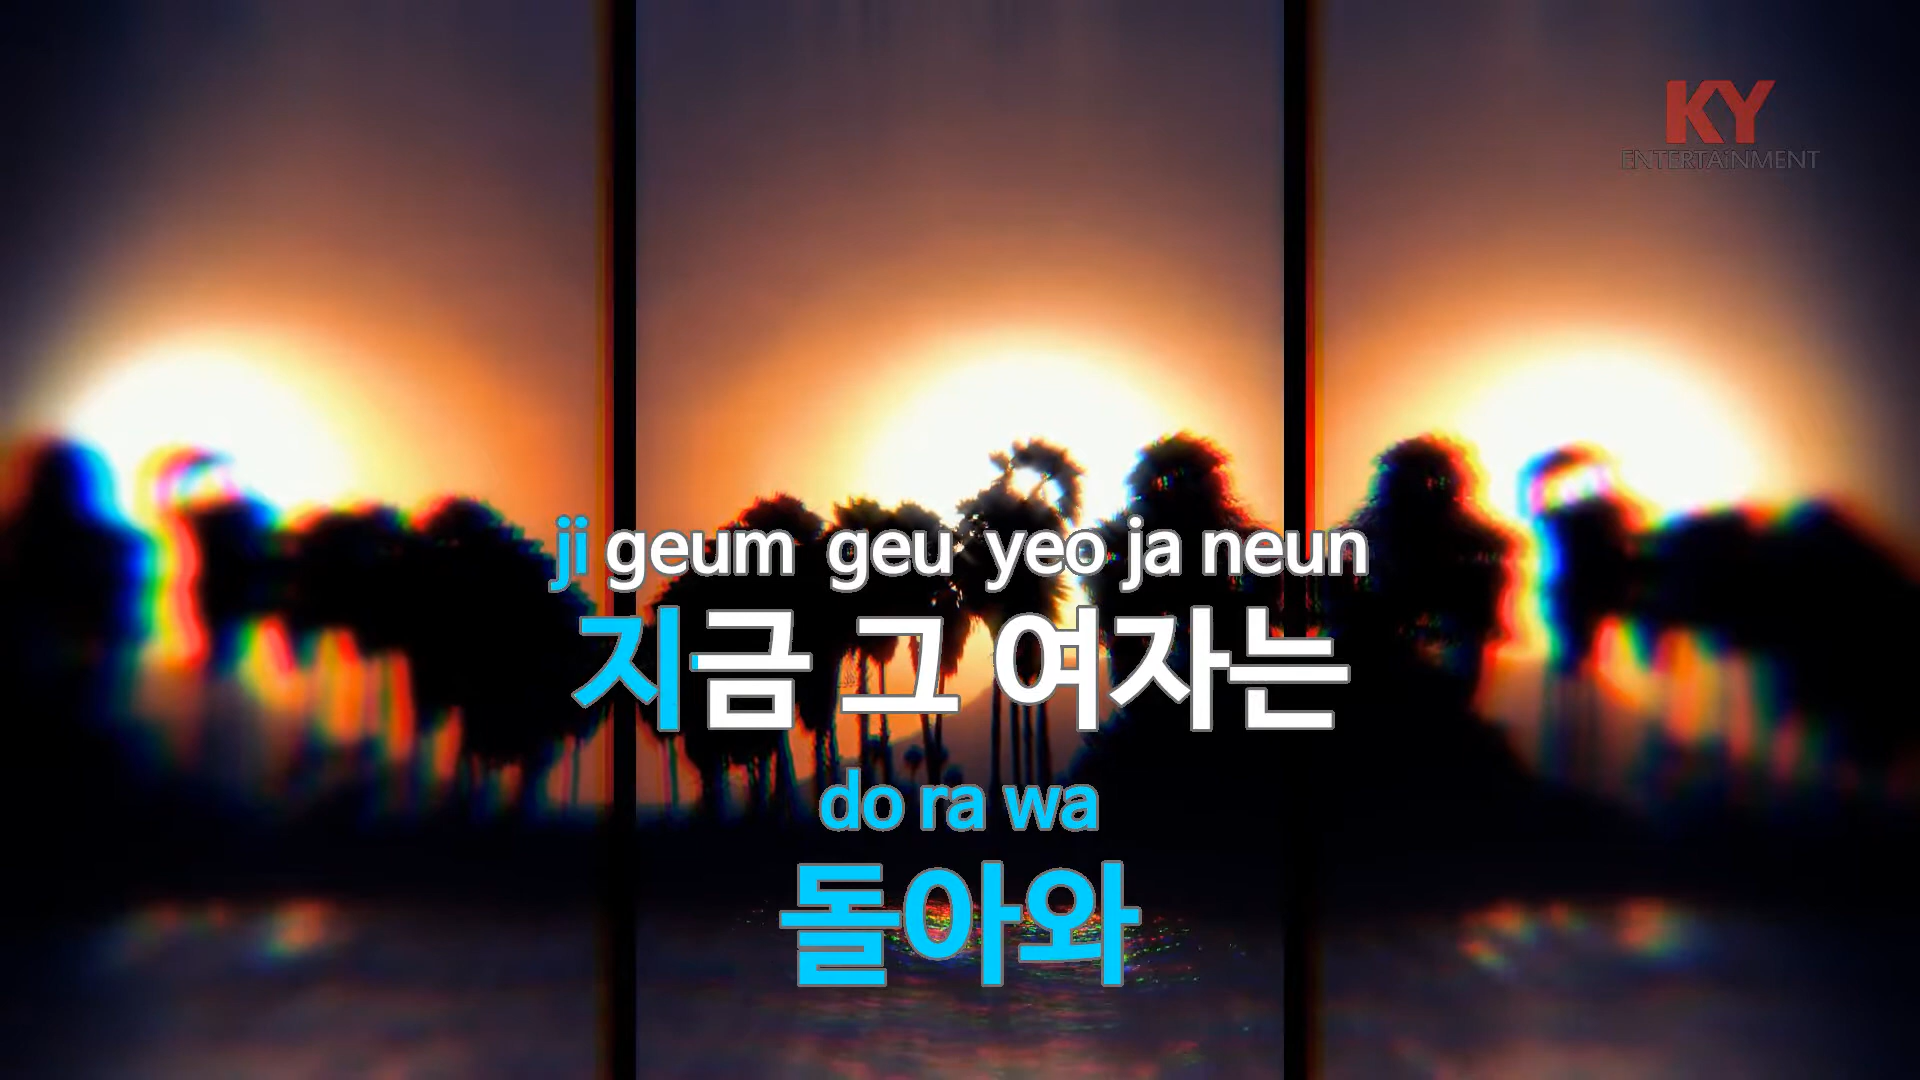 KY
ENTERTAiNMENT
ji geum geu yeo ja neun
지금 그 여자는
do ra wa
돌아와